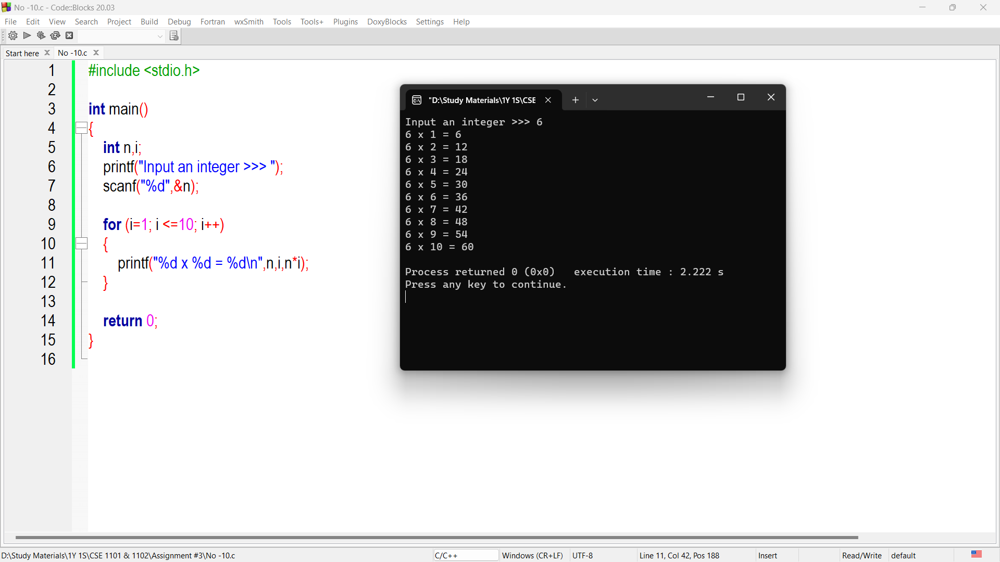 No -10.c - Code::Blocks 20.03
File Edit View Search Project Build Debug Fortran wxSmith Tools Tools+ Plugins DoxyBlocks Settings Help
Start here No -10.c
1 #include <stdio.h>
2
3 int main()
4 {
5 int n,i;
6 printf("Input an integer >>> ");
7 scanf("%d",&n);
8
9 for (i=1; i <=10; i++)
10 {
11 printf("%d x %d = %d\n",n,i,n*i);
12 }
13
14 return 0;
15 }
16
"D:\Study Materials\1Y 1S\CSE
Input an integer >>> 6
6 x 1 = 6
6 x 2 = 12
6 x 3 = 18
6 x 4 = 24
6 x 5 = 30
6 x 6 = 36
6 x 7 = 42
6 x 8 = 48
6 x 9 = 54
6 x 10 = 60
Process returned 0 (0x0)   execution time : 2.222 s
Press any key to continue.
D:\Study Materials\1Y 1S\CSE 1101 & 1102\Assignment #3\No -10.c C/C++ Windows (CR+LF) UTF-8 Line 11, Col 42, Pos 188 Insert Read/Write default